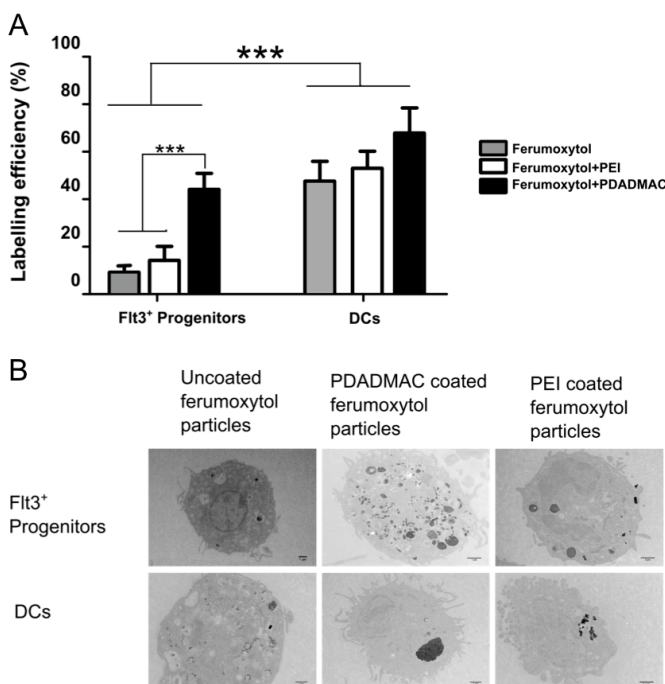 A
***
***
Labelling efficiency (%)
100
80
60
40
20
0
Flt3⁺ Progenitors
DCs
Ferumoxytol
Ferumoxytol+PEI
Ferumoxytol+PDADMAC
B
Uncoated
ferumoxytol
particles
PDADMAC coated
ferumoxytol
particles
PEI coated
ferumoxytol
particles
Flt3⁺
Progenitors
DCs